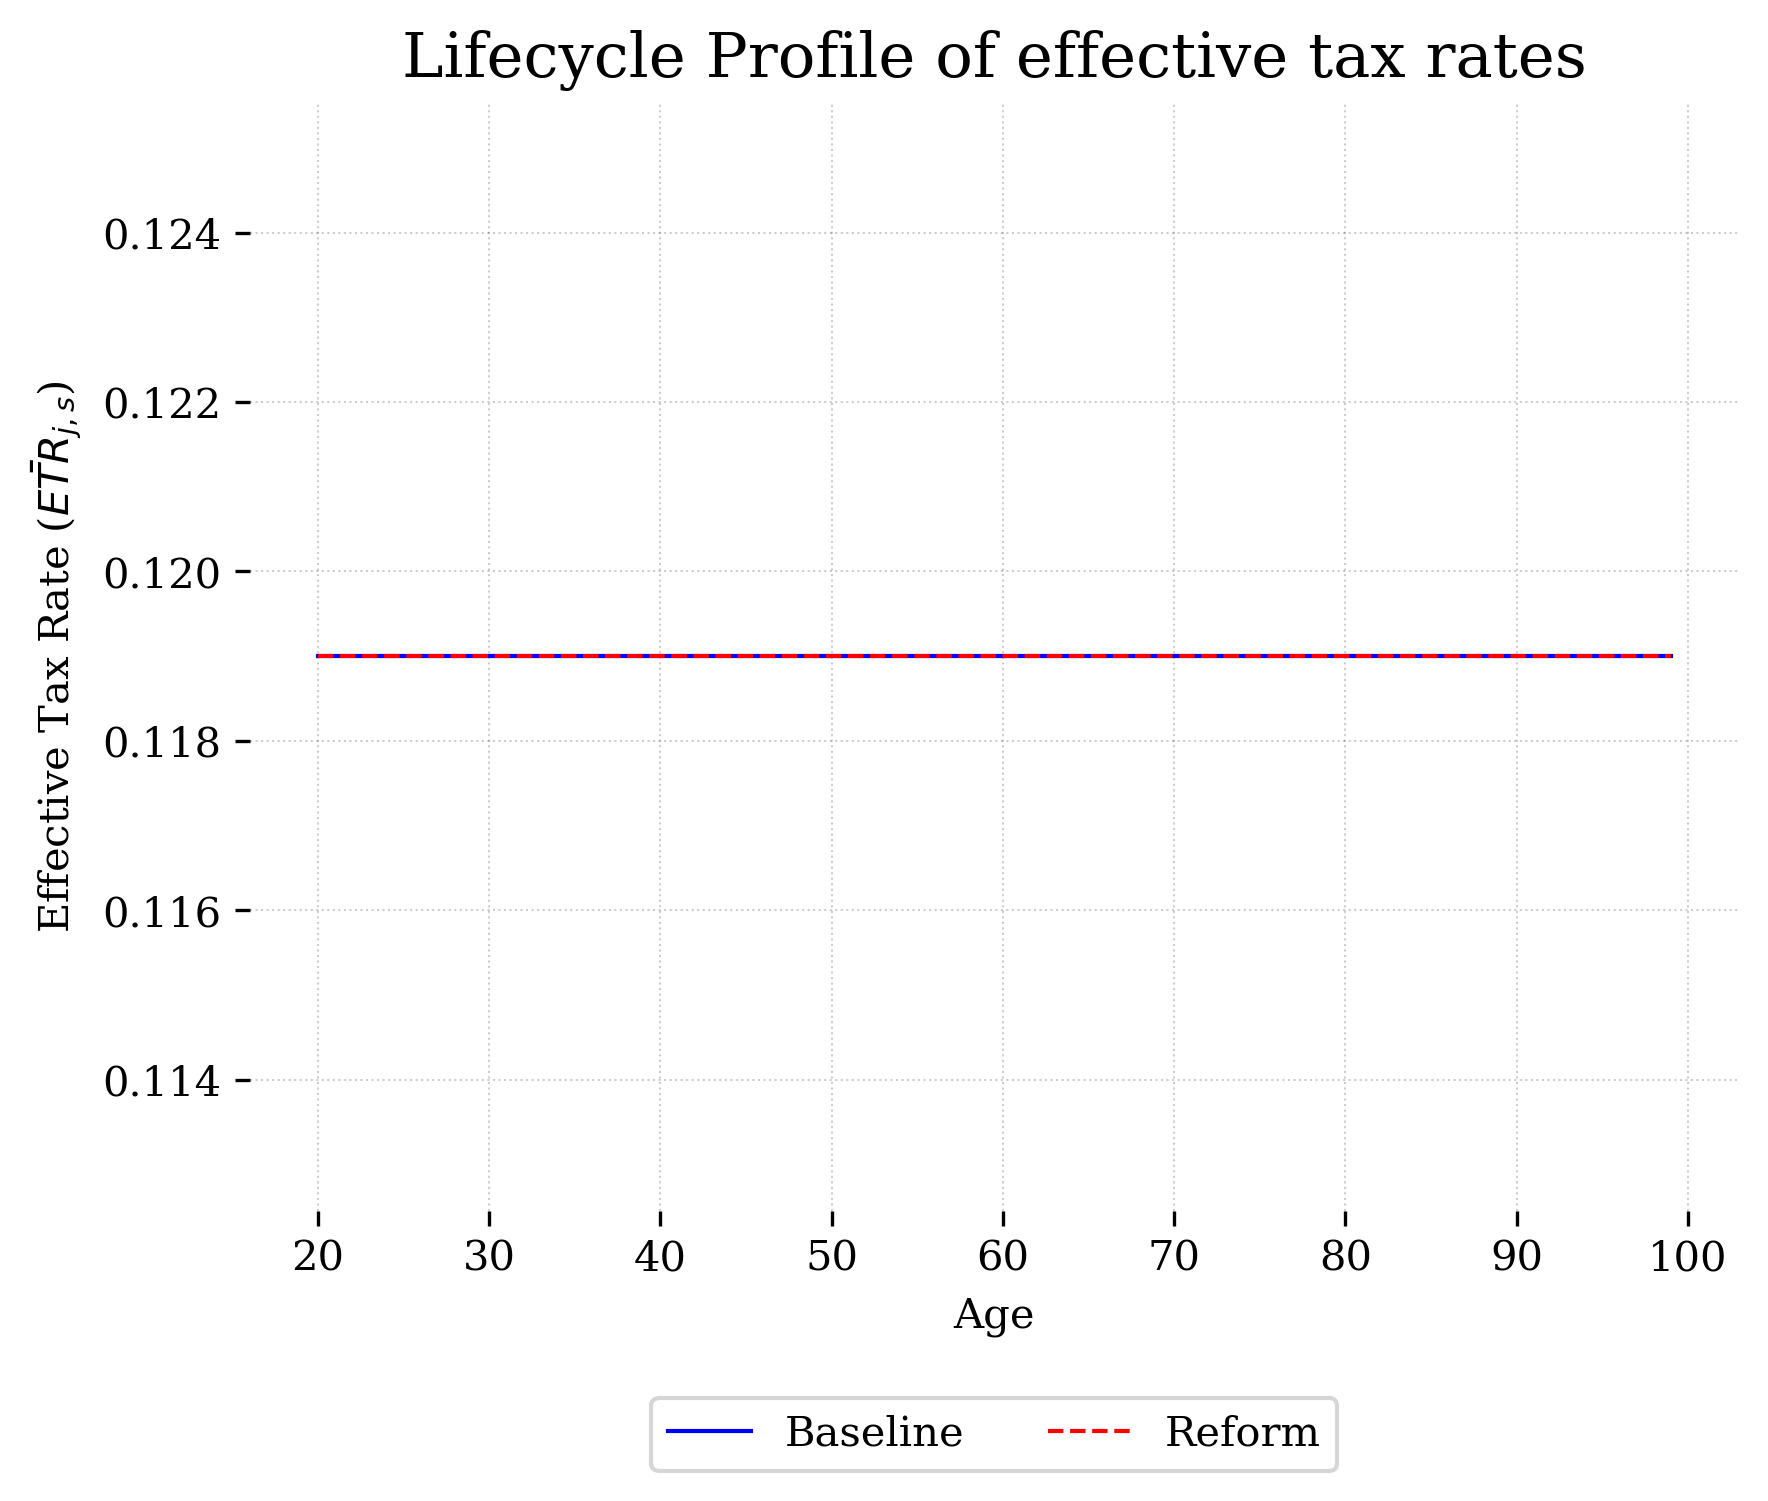 Lifecycle Profile of effective tax rates
Effective Tax Rate ($E\bar{T}R_{j,s}$)
0.124
0.122
0.120
0.118
0.116
0.114
20 30 40 50 60 70 80 90 100
Age
Baseline Reform